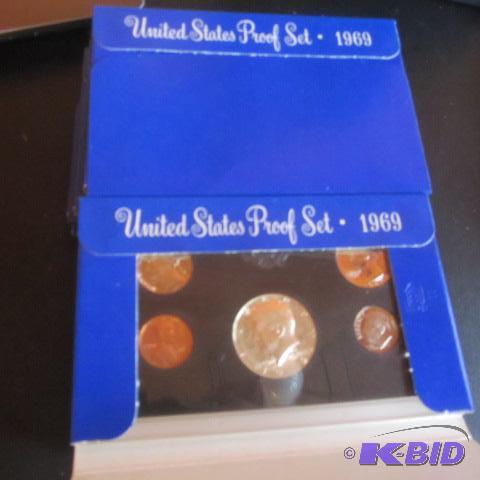 United States Proof Set · 1969
United States Proof Set · 1969
© K-BID